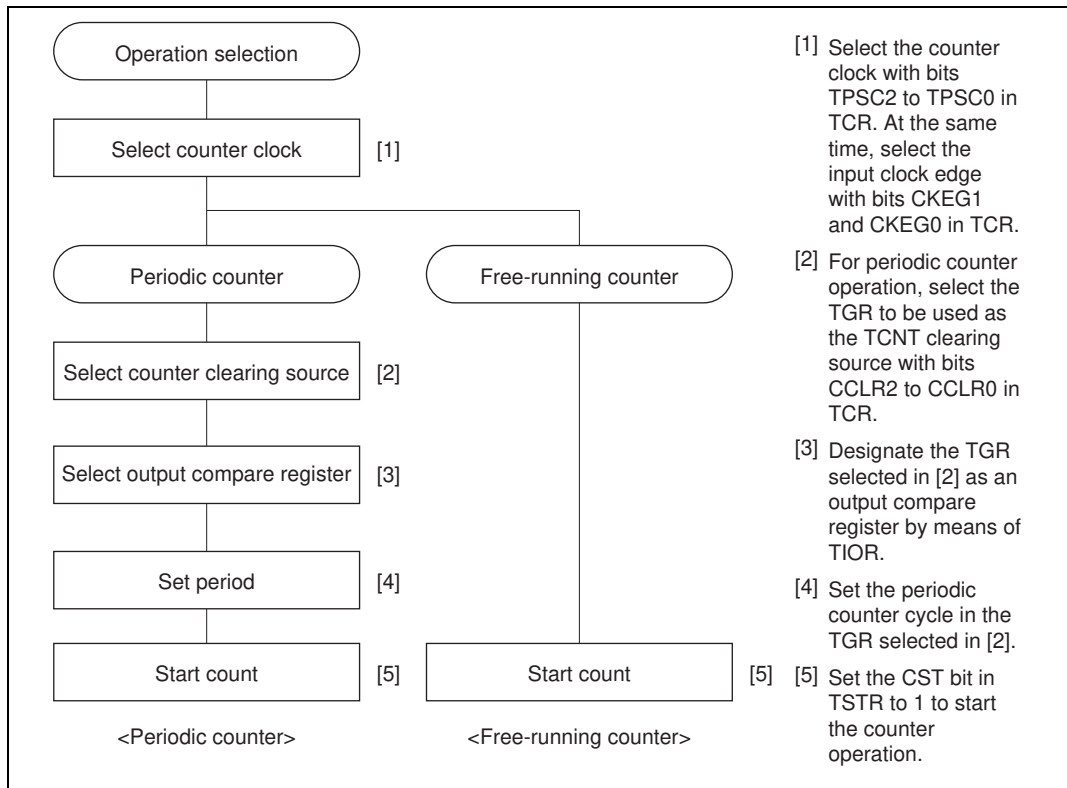 Operation selection
Select counter clock
[1]
Periodic counter
Free-running counter
Select counter clearing source
[2]
Select output compare register
[3]
Set period
[4]
Start count
[5]
Start count
[5]
<Periodic counter>
<Free-running counter>
[1] Select the counter
clock with bits
TPSC2 to TPSC0 in
TCR. At the same
time, select the
input clock edge
with bits CKEG1
and CKEG0 in TCR.
[2] For periodic counter
operation, select the
TGR to be used as
the TCNT clearing
source with bits
CCLR2 to CCLR0 in
TCR.
[3] Designate the TGR
selected in [2] as an
output compare
register by means of
TIOR.
[4] Set the periodic
counter cycle in the
TGR selected in [2].
[5] Set the CST bit in
TSTR to 1 to start
the counter
operation.